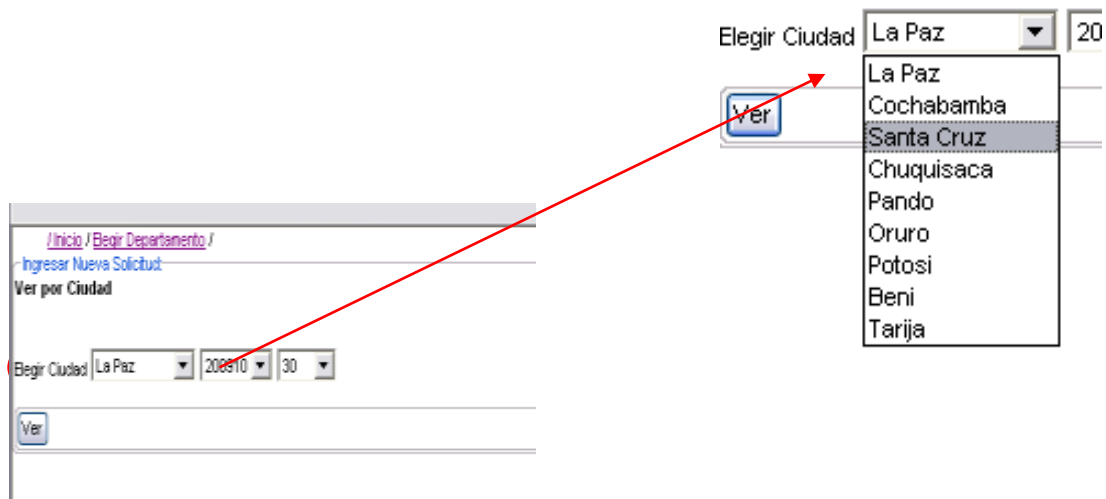 Elegir Ciudad La Paz 20
La Paz
Cochabamba
Ver
Santa Cruz
Chuquisaca
Pando
Oruro
Potosi
Beni
Tarija
/ Inicio / Elegir Departamento /
Ingresar Nueva Solicitud:
Ver por Ciudad
Elegir Ciudad La Paz 200910 30
Ver